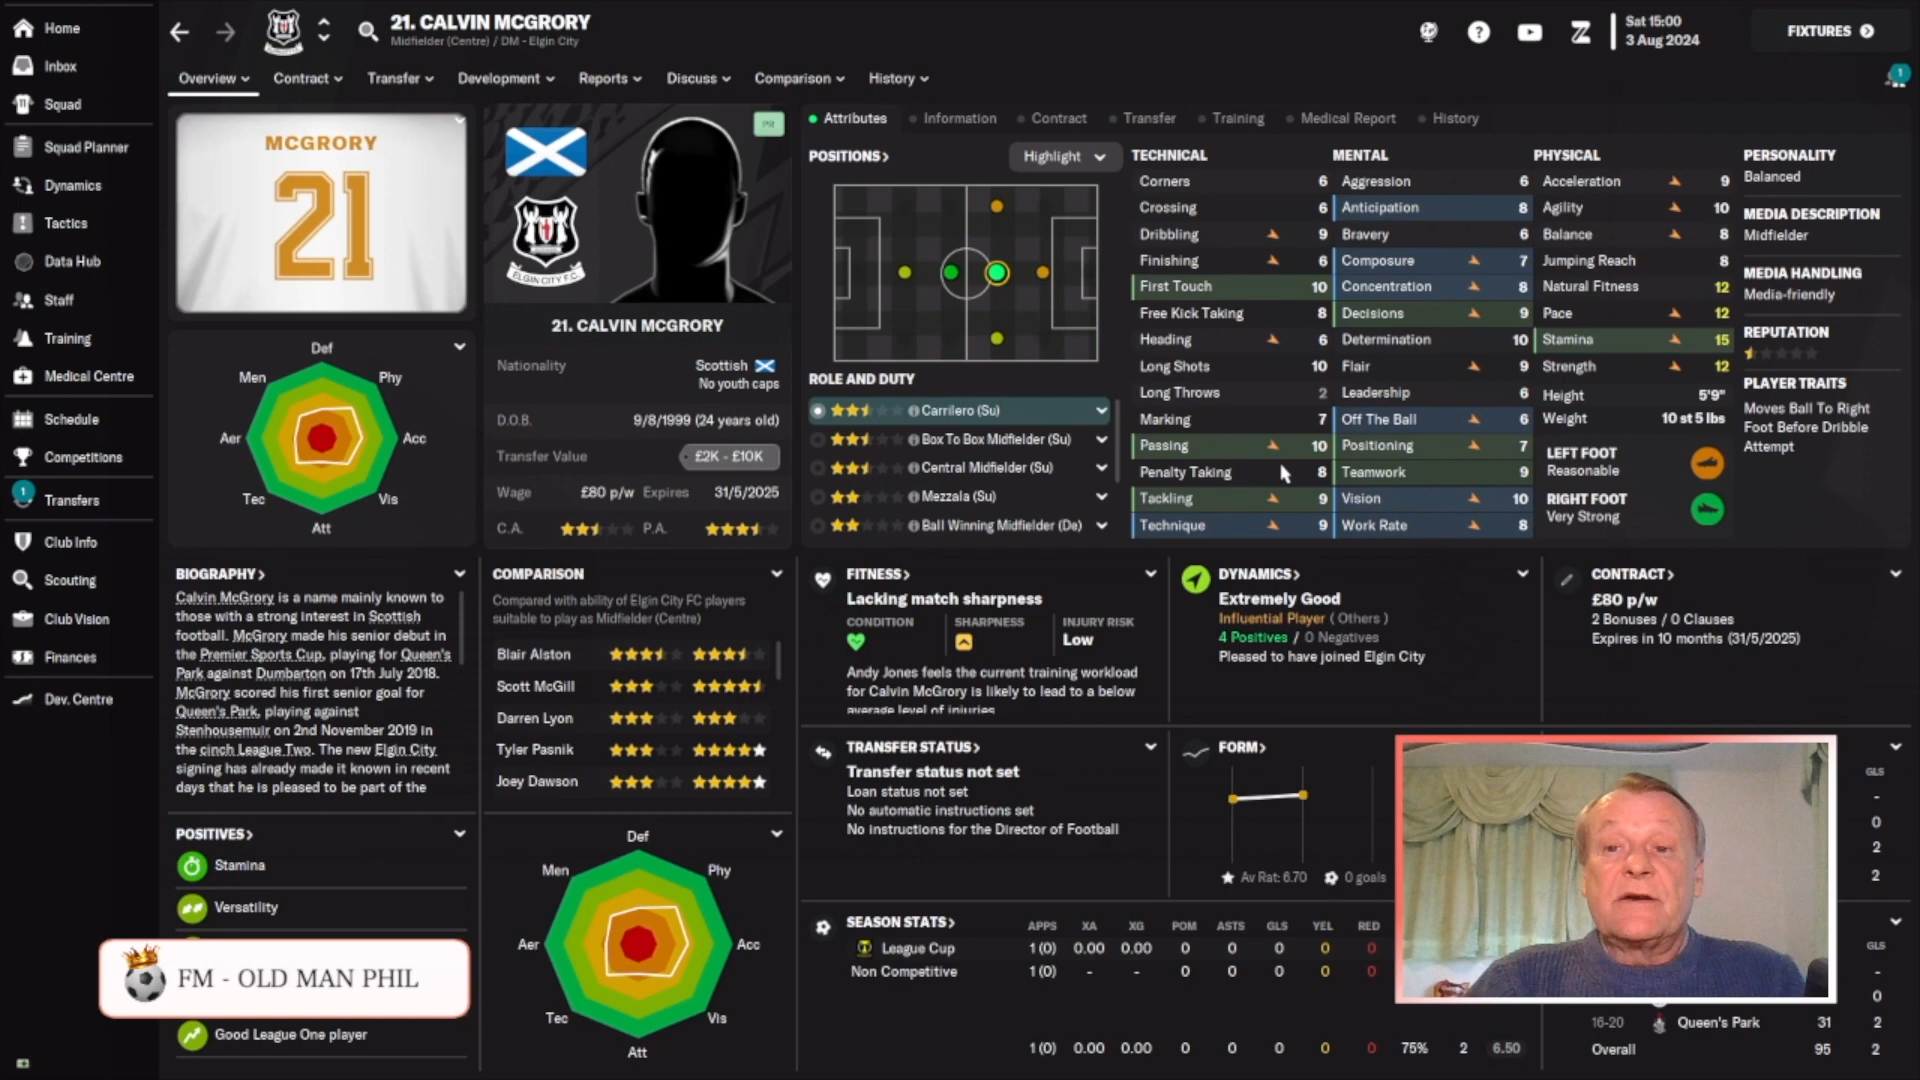 Home
Inbox
Squad
Squad Planner
Dynamics
Tactics
Data Hub
Staff
Training
Medical Centre
Schedule
Competitions
1
Transfers
Club Info
Scouting
Club Vision
Finances
Dev. Centre
21. CALVIN MCGRORY
Midfielder (Centre) / DM - Elgin City
Sat 15:00
3 Aug 2024
FIXTURES
Overview Contract Transfer Development Reports Discuss Comparison History
1
MCGRORY
21
PR
ELGIN CITY F.C.
21. CALVIN MCGRORY
Nationality Scottish
No youth caps
D.O.B. 9/8/1999 (24 years old)
Transfer Value £2K - £10K
Wage £80 p/w Expires 31/5/2025
C.A. P.A.
Def
Men Phy
Aer Acc
Tec Vis
Att
Attributes Information Contract Transfer Training Medical Report History
POSITIONS>
Highlight
ROLE AND DUTY
Carrilero (Su)
Box To Box Midfielder (Su)
Central Midfielder (Su)
Mezzala (Su)
Ball Winning Midfielder (De)
TECHNICAL
Corners 6
Crossing 6
Dribbling 9
Finishing 6
First Touch 10
Free Kick Taking 8
Heading 6
Long Shots 10
Long Throws 2
Marking 7
Passing 10
Penalty Taking 8
Tackling 9
Technique 9
MENTAL
Aggression 6
Anticipation 8
Bravery 6
Composure 7
Concentration 8
Decisions 9
Determination 10
Flair 9
Leadership 6
Off The Ball 6
Positioning 7
Teamwork 9
Vision 10
Work Rate 8
PHYSICAL
Acceleration 9
Agility 10
Balance 8
Jumping Reach 8
Natural Fitness 12
Pace 12
Stamina 15
Strength 12
Height 5'9"
Weight 10 st 5 lbs
LEFT FOOT
Reasonable
RIGHT FOOT
Very Strong
PERSONALITY
Balanced
MEDIA DESCRIPTION
Midfielder
MEDIA HANDLING
Media-friendly
REPUTATION
PLAYER TRAITS
Moves Ball To Right
Foot Before Dribble
Attempt
BIOGRAPHY>
Calvin McGrory is a name mainly known to
those with a strong interest in Scottish
football. McGrory made his senior debut in
the Premier Sports Cup, playing for Queen's
Park against Dumbarton on 17th July 2018.
McGrory scored his first senior goal for
Queen's Park, playing against
Stenhousemuir on 2nd November 2019 in
the cinch League Two. The new Elgin City
signing has already made it known in recent
days that he is pleased to be part of the
COMPARISON
Compared with ability of Elgin City FC players
suitable to play as Midfielder (Centre)
Blair Alston
Scott McGill
Darren Lyon
Tyler Pasnik
Joey Dawson
FITNESS>
Lacking match sharpness
CONDITION SHARPNESS INJURY RISK
Low
Andy Jones feels the current training workload
for Calvin McGrory is likely to lead to a below
average level of injuries
DYNAMICS>
Extremely Good
Influential Player ( Others )
4 Positives / 0 Negatives
Pleased to have joined Elgin City
CONTRACT>
£80 p/w
2 Bonuses / 0 Clauses
Expires in 10 months (31/5/2025)
TRANSFER STATUS>
Transfer status not set
Loan status not set
No automatic instructions set
No instructions for the Director of Football
FORM>
Av Rat: 6.70 0 goals
GLS
-
0
2
2
POSITIVES>
Stamina
Versatility
Good League One player
FM - OLD MAN PHIL
Def
Men Phy
Aer Acc
Tec Vis
Att
SEASON STATS>
APPS XA XG POM ASTS GLS YEL RED
League Cup 1(0) 0.00 0.00 0 0 0 0 0
Non Competitive 1(0) - - 0 0 0 0 0
1(0) 0.00 0.00 0 0 0 0 0 75% 2 6.50
GLS
-
0
16-20 Queen's Park 31 2
Overall 95 2